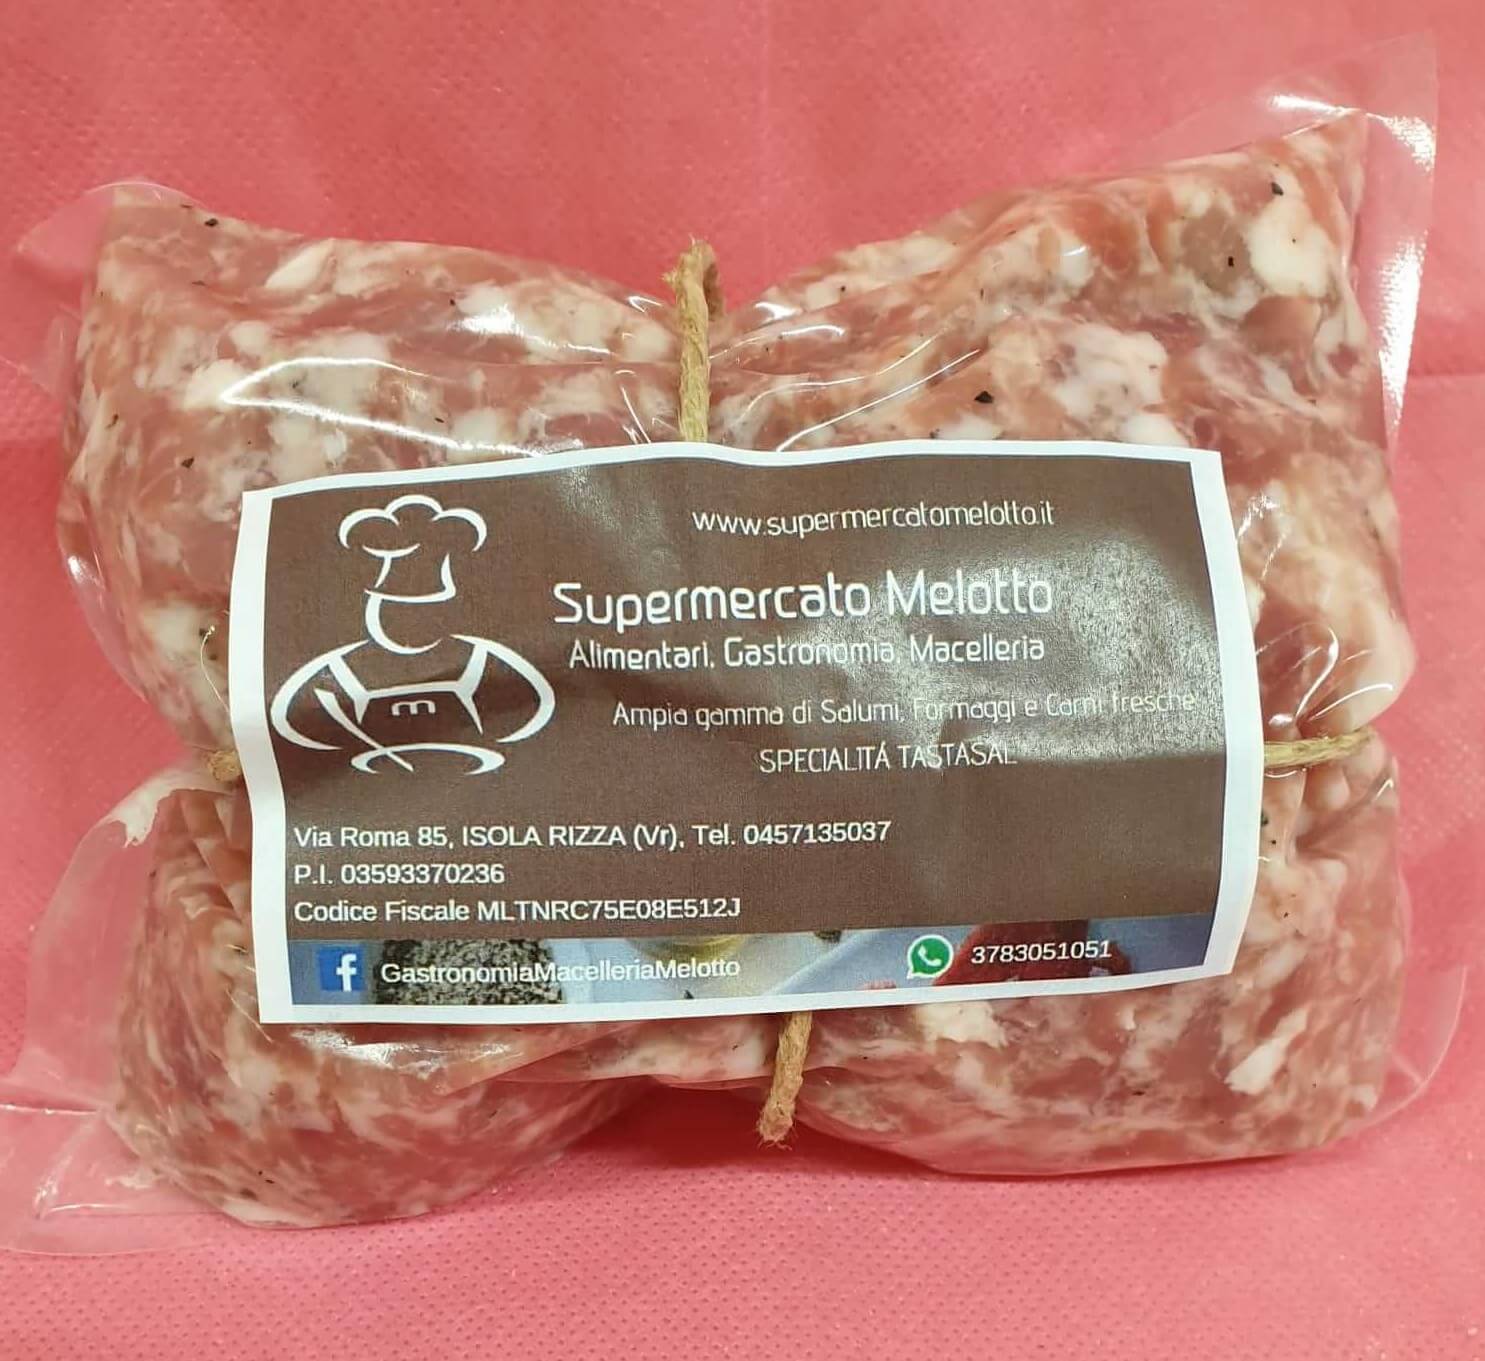 www.supermercatomelotto.it
Supermercato Melotto
Alimentari, Gastronomia, Macelleria
Ampia gamma di Salumi, Formaggi e Carni fresche
SPECIALITÁ TASTASAL
m
Via Roma 85, ISOLA RIZZA (Vr), Tel. 0457135037
P.I. 03593370236
Codice Fiscale MLTNRC75E08E512J
f GastronomiaMacelleriaMelotto
3783051051